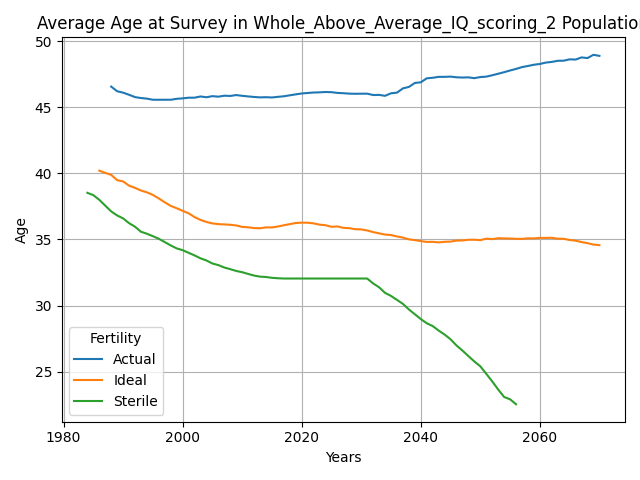 Average Age at Survey in Whole_Above_Average_IQ_scoring_2 Population
50
45
40
35
30
25
Age
1980
2000
2020
2040
2060
Years
Fertility
Actual
Ideal
Sterile